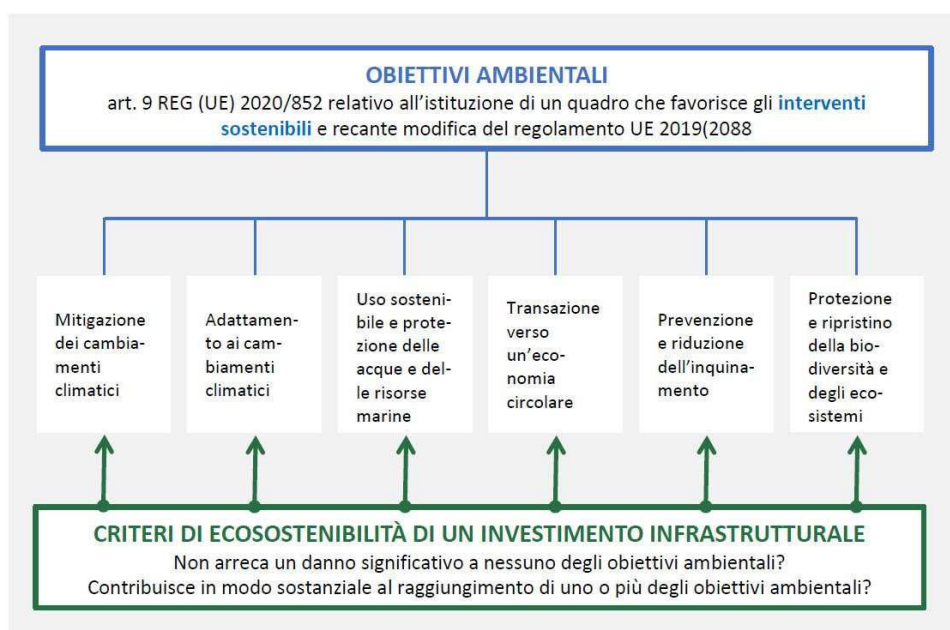 OBIETTIVI AMBIENTALI
art. 9 REG (UE) 2020/852 relativo all'istituzione di un quadro che favorisce gli interventi
sostenibili e recante modifica del regolamento UE 2019(2088
Mitigazione
dei cambia-
menti
climatici
Adattamen-
to ai cam-
biamenti
climatici
Uso sosteni-
bile e prote-
zione delle
acque e del-
le risorse
marine
Transazione
verso
un'eco-
nomia
circolare
Prevenzione
e riduzione
dell'inquina-
mento
Protezione
e ripristino
della bio-
diversità e
degli eco-
sistemi
CRITERI DI ECOSOSTENIBILITÀ DI UN INVESTIMENTO INFRASTRUTTURALE
Non arreca un danno significativo a nessuno degli obiettivi ambientali?
Contribuisce in modo sostanziale al raggiungimento di uno o più degli obiettivi ambientali?